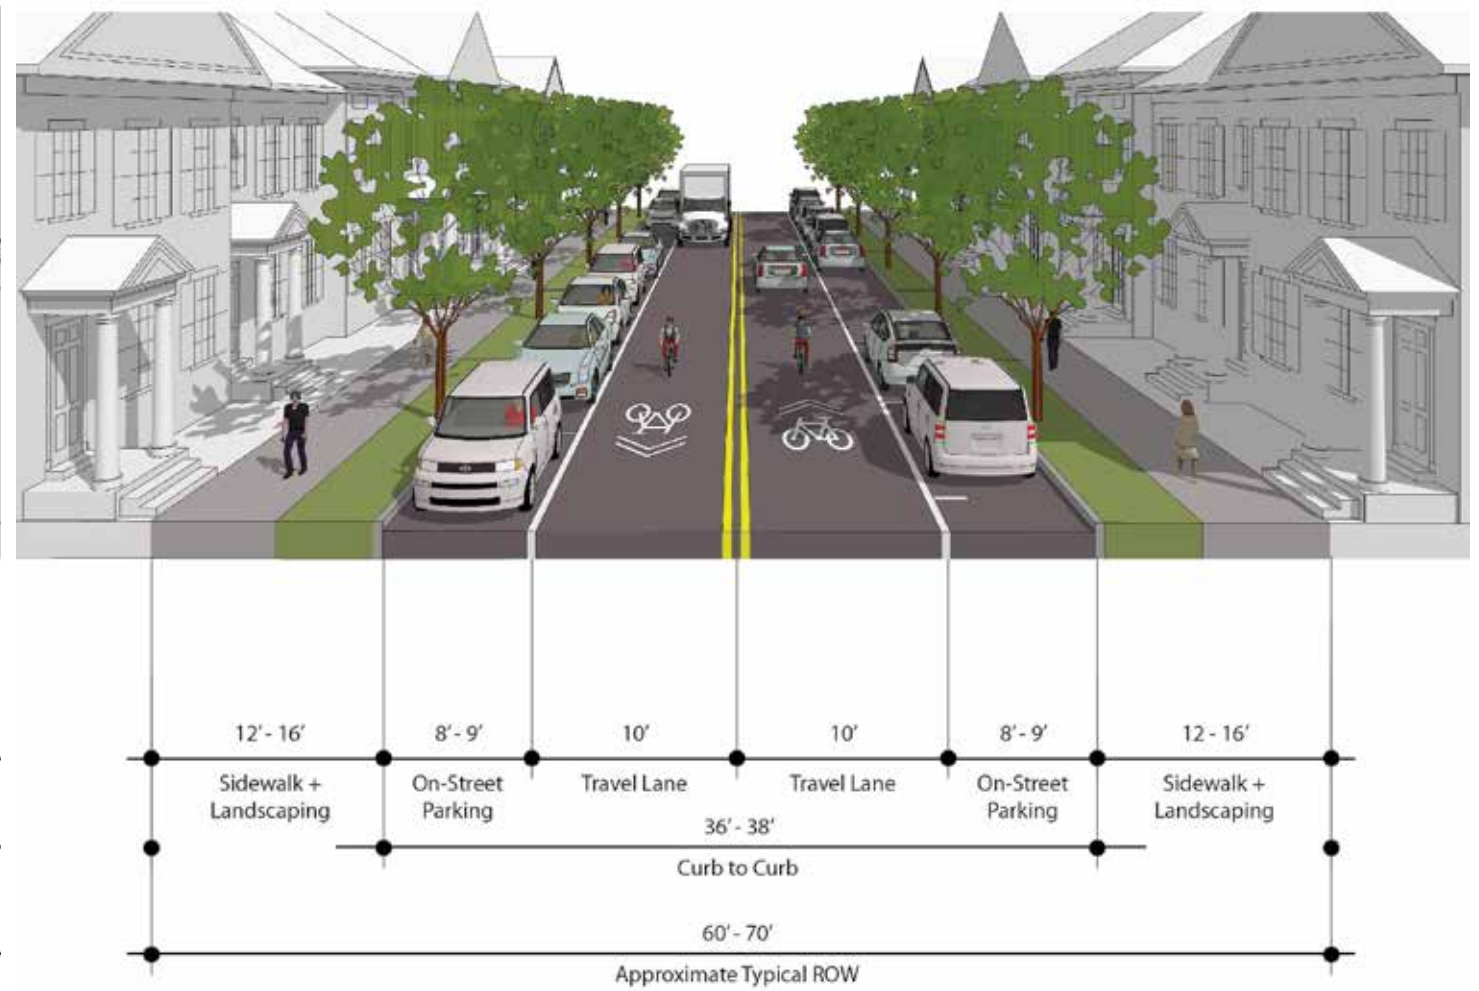 12' - 16'
8' - 9'
10'
10'
8' - 9'
12 - 16'
Sidewalk +
Landscaping
On-Street
Parking
Travel Lane
Travel Lane
On-Street
Parking
Sidewalk +
Landscaping
36' - 38'
Curb to Curb
60' - 70'
Approximate Typical ROW